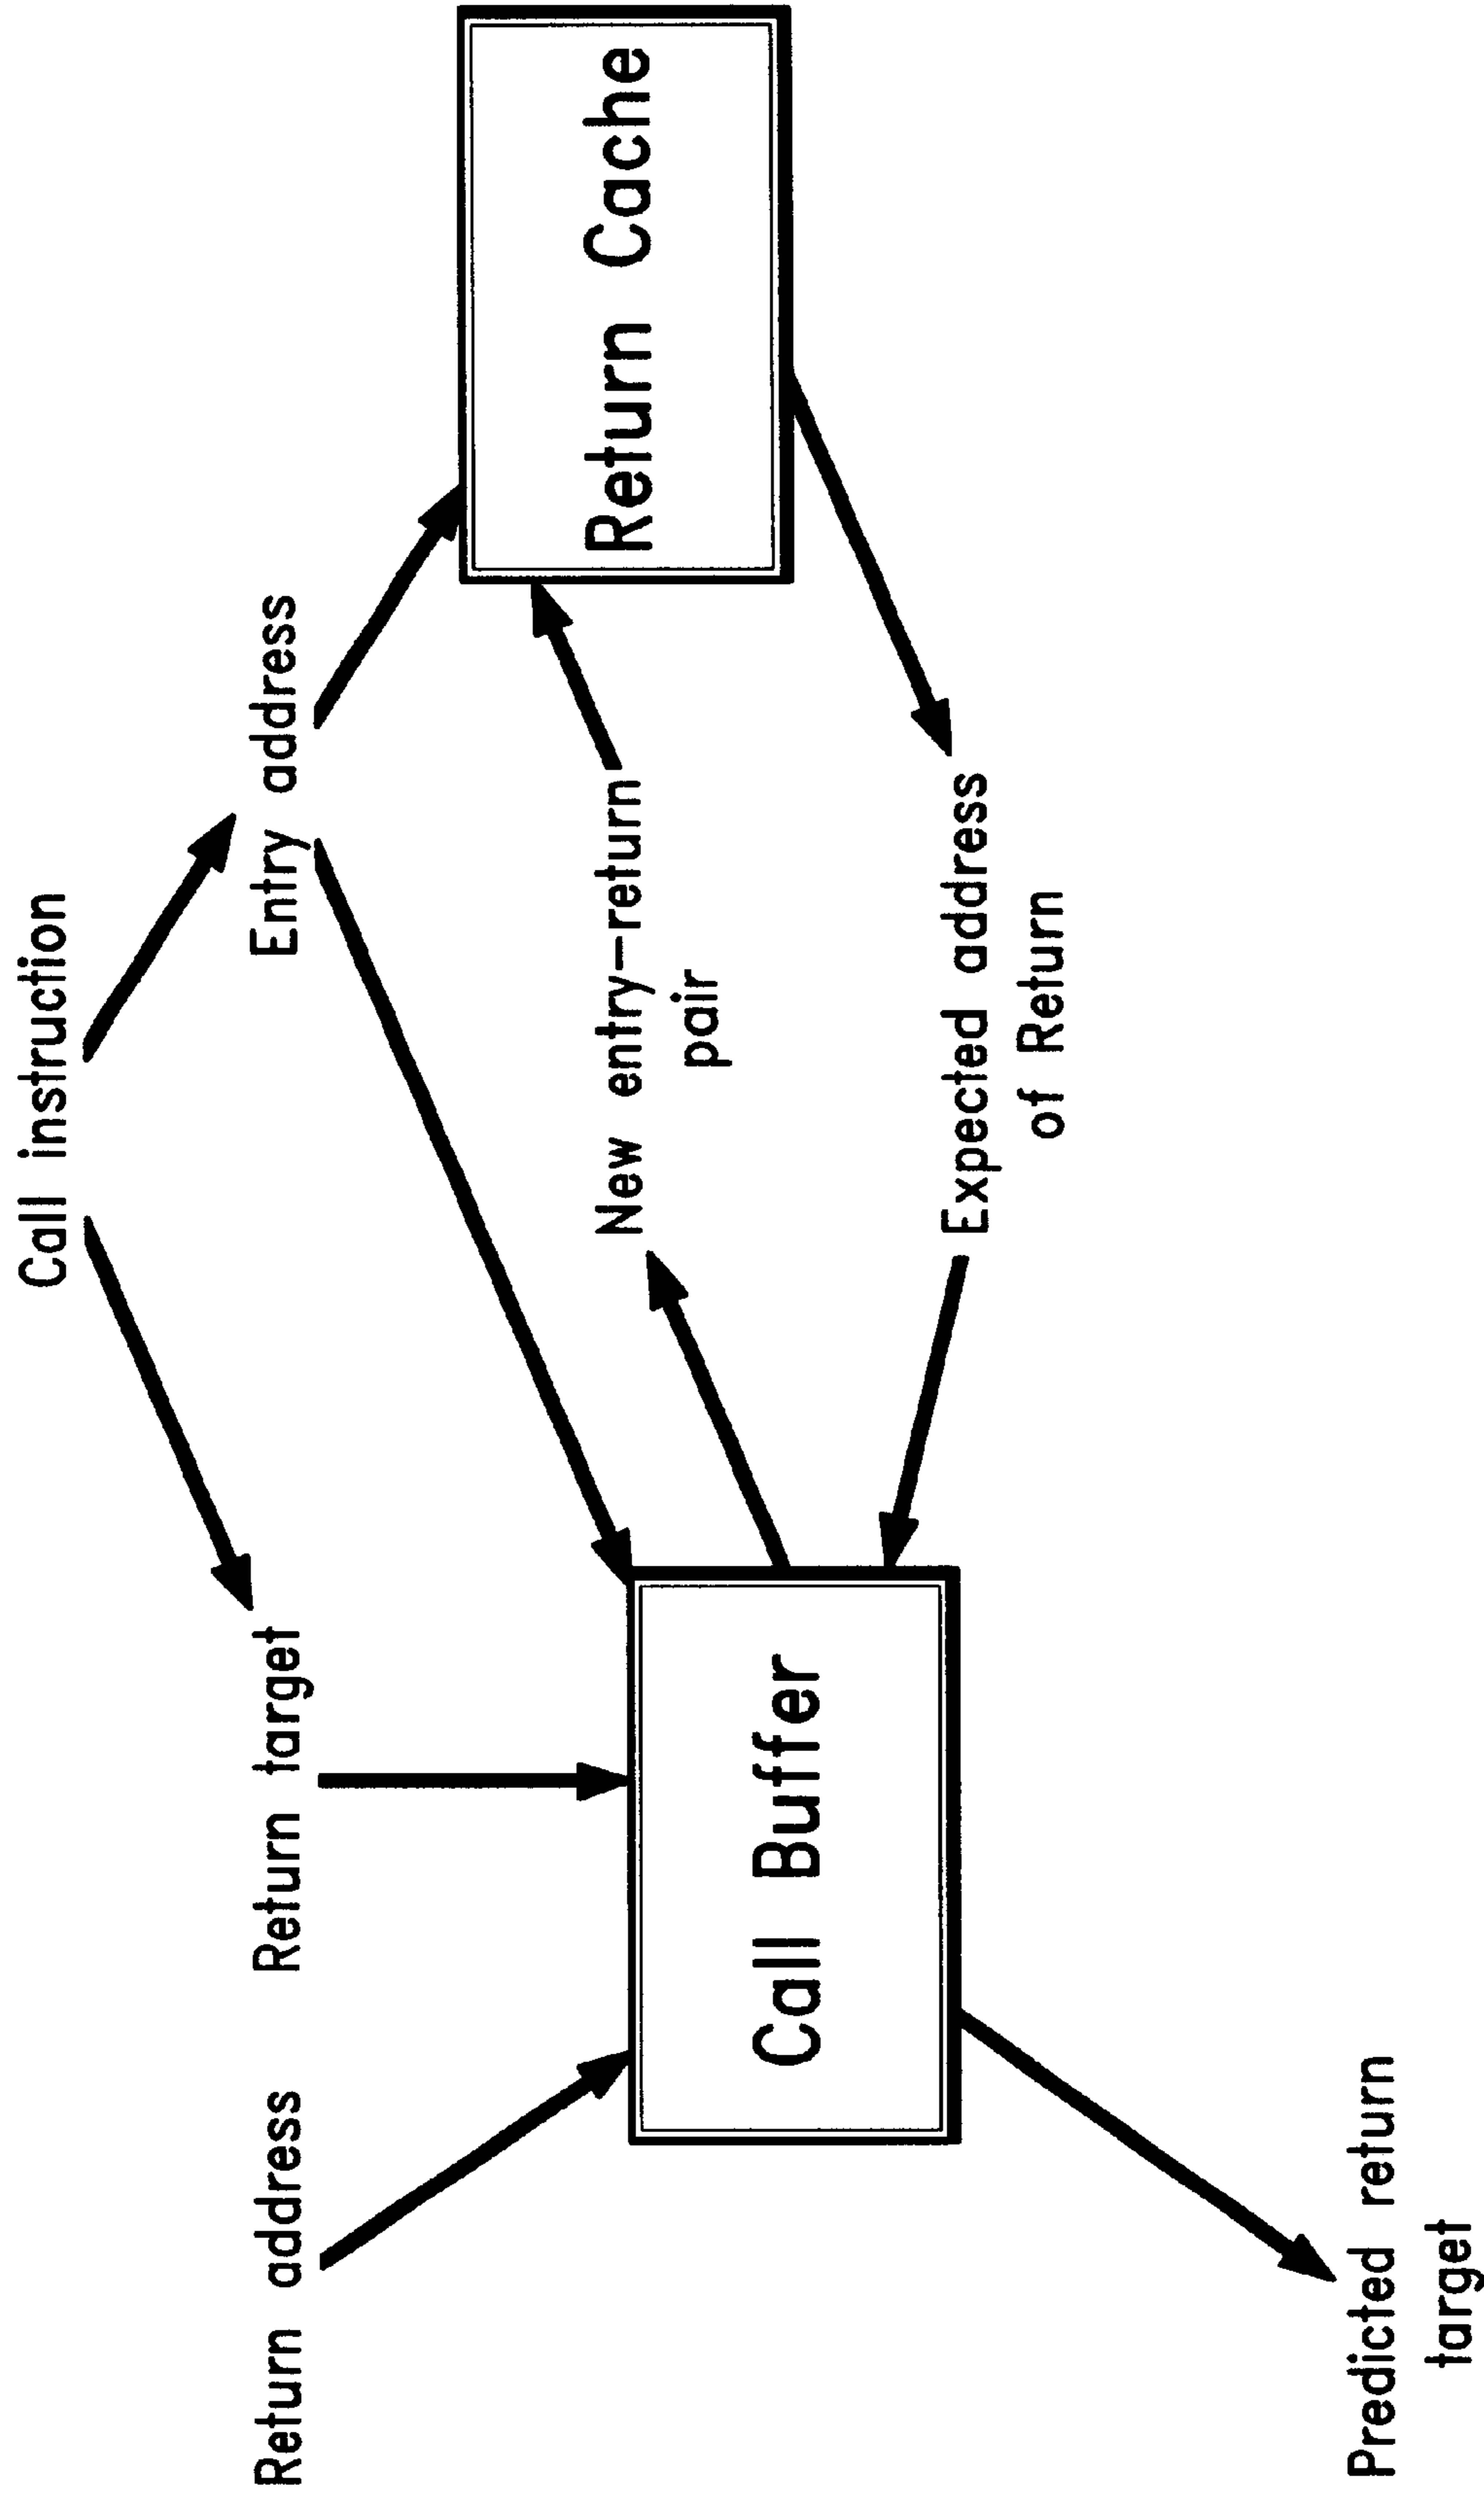 Call instruction
Return address
Return target
Entry address
Return Cache
New entry-return
pair
Call Buffer
Expected address
of Return
Predicted return
target